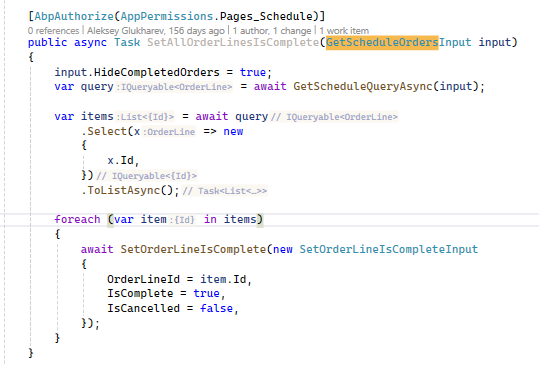 [AbpAuthorize(AppPermissions.Pages_Schedule)]
0 references | Aleksey Glukharev, 156 days ago | 1 author, 1 change | 1 work item
public async Task SetAllOrderLinesIsComplete(GetScheduleOrdersInput input)
{
    input.HideCompletedOrders = true;
    var query :IQueryable<OrderLine> = await GetScheduleQueryAsync(input);

    var items :List<{Id}> = await query // IQueryable<OrderLine>
        .Select(x :OrderLine => new
        {
            x.Id,
        }) // IQueryable<{Id}>
        .ToListAsync(); // Task<List<…>>

    foreach (var item :{Id} in items)
    {
        await SetOrderLineIsComplete(new SetOrderLineIsCompleteInput
        {
            OrderLineId = item.Id,
            IsComplete = true,
            IsCancelled = false,
        });
    }
}